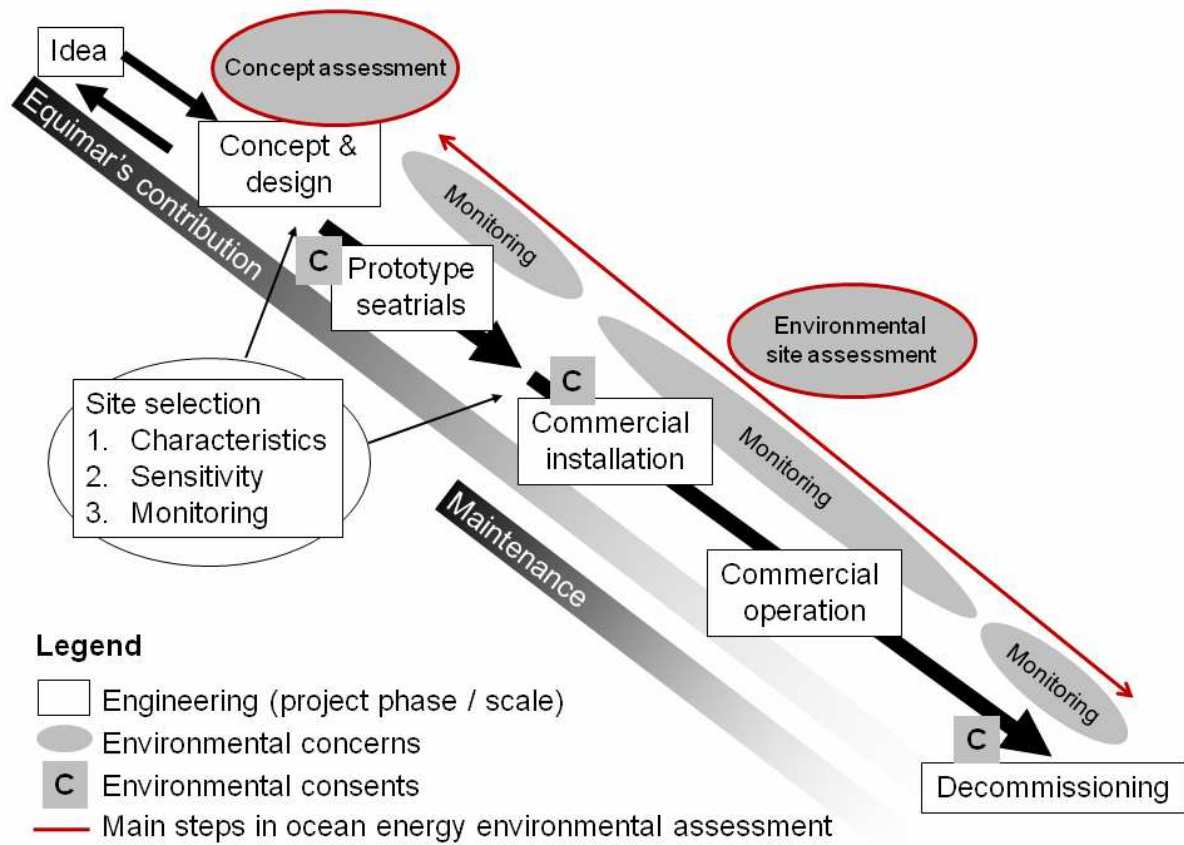 Idea
Concept assessment
Equimar's contribution
Concept &
design
Monitoring
C
Prototype
seatrials
Environmental
site assessment
C
Site selection
1. Characteristics
2. Sensitivity
3. Monitoring
Commercial
installation
Monitoring
Maintenance
Commercial
operation
Monitoring
C
Decommissioning
Legend
Engineering (project phase / scale)
Environmental concerns
C Environmental consents
Main steps in ocean energy environmental assessment